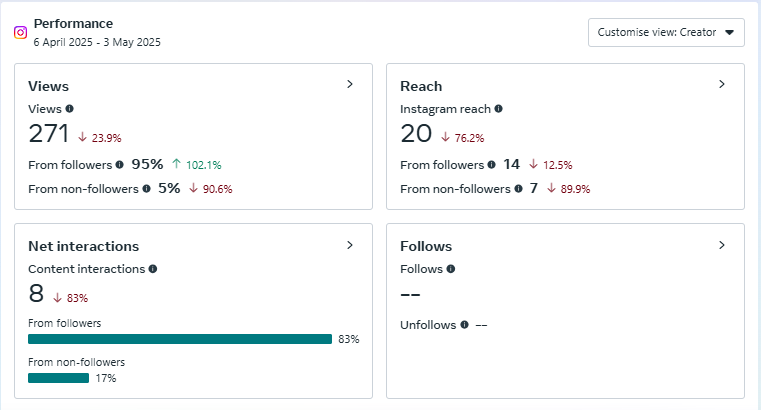 Performance
6 April 2025 - 3 May 2025
Customise view: Creator
Views
Views
271 ↓ 23.9%
From followers 95% ↑ 102.1%
From non-followers 5% ↓ 90.6%
Reach
Instagram reach
20 ↓ 76.2%
From followers 14 ↓ 12.5%
From non-followers 7 ↓ 89.9%
Net interactions
Content interactions
8 ↓ 83%
From followers
83%
From non-followers
17%
Follows
Follows
--
Unfollows --